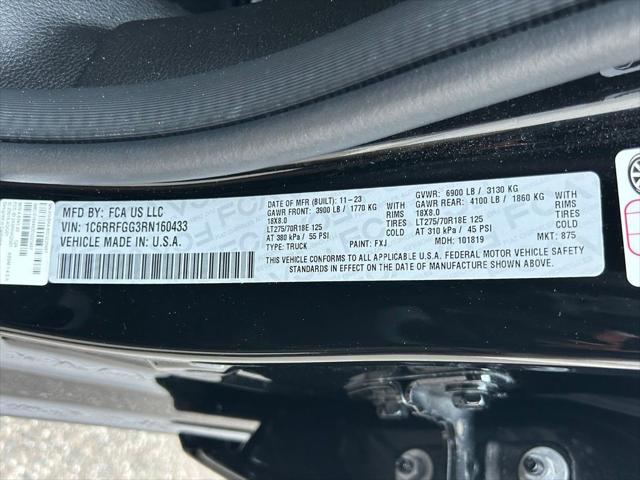 MFD BY: FCA US LLC
VIN: 1C6RRFGG3RN160433
VEHICLE MADE IN U.S.A.
DATE OF MFR (BUILT): 11-23
GAWR FRONT: 3900 LB / 1770 KG WITH
18X8.0 RIMS
LT275/70R18E 125 TIRES
AT 380 kPa / 55 PSI COLD
TYPE: TRUCK PAINT: FXJ
GVWR: 6900 LB / 3130 KG
GAWR REAR: 4100 LB / 1860 KG WITH
18X8.0 RIMS
LT275/70R18E 125 TIRES
AT 310 kPa / 45 PSI COLD
MDH: 101819 MKT: 875
THIS VEHICLE CONFORMS TO ALL APPLICABLE U.S.A. FEDERAL MOTOR VEHICLE SAFETY
STANDARDS IN EFFECT ON THE DATE OF MANUFACTURE SHOWN ABOVE.